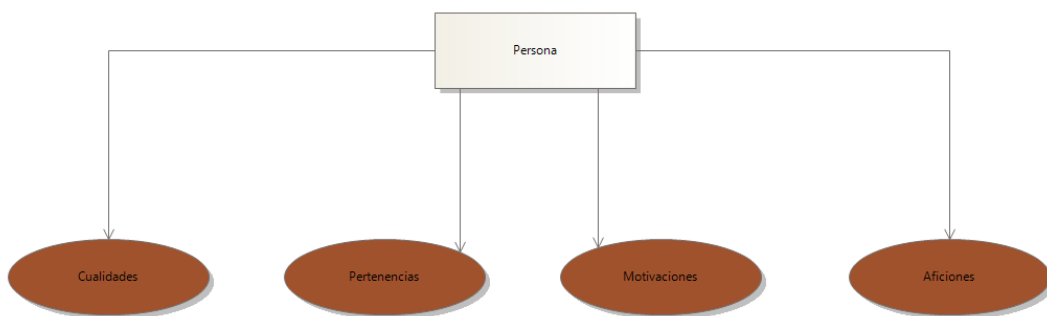 Persona
Cualidades
Pertenencias
Motivaciones
Aficiones